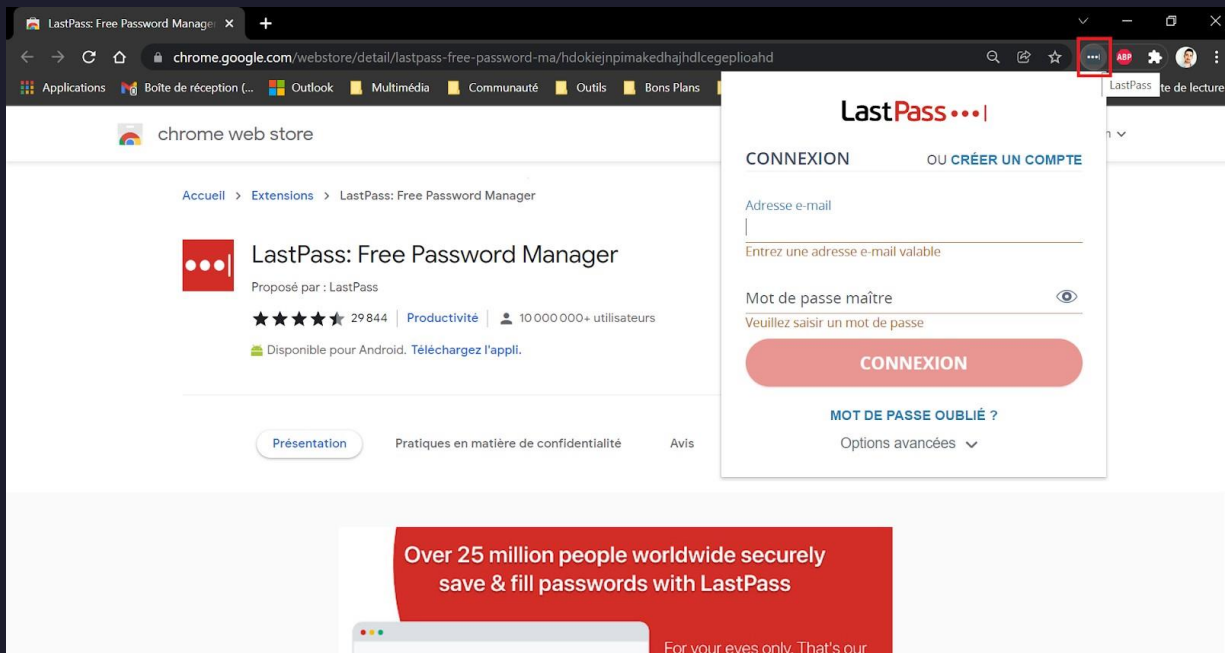 LastPass: Free Password Manage
chrome.google.com/webstore/detail/lastpass-free-password-ma/hdokiejnpimakedhajhdlcegeplioahd
ABP
Applications Boîte de réception (... Outlook Multimédia Communauté Outils Bons Plans te de lecture
LastPass
chrome web store
LastPass
CONNEXION OU CRÉER UN COMPTE
Adresse e-mail
Entrez une adresse e-mail valable
Mot de passe maître
Veuillez saisir un mot de passe
CONNEXION
MOT DE PASSE OUBLIÉ ?
Options avancées
Accueil > Extensions > LastPass: Free Password Manager
LastPass: Free Password Manager
Proposé par : LastPass
29 844 Productivité 10 000 000+ utilisateurs
Disponible pour Android. Téléchargez l'appli.
Présentation Pratiques en matière de confidentialité Avis
Over 25 million people worldwide securely
save & fill passwords with LastPass
For your eyes only. That's our